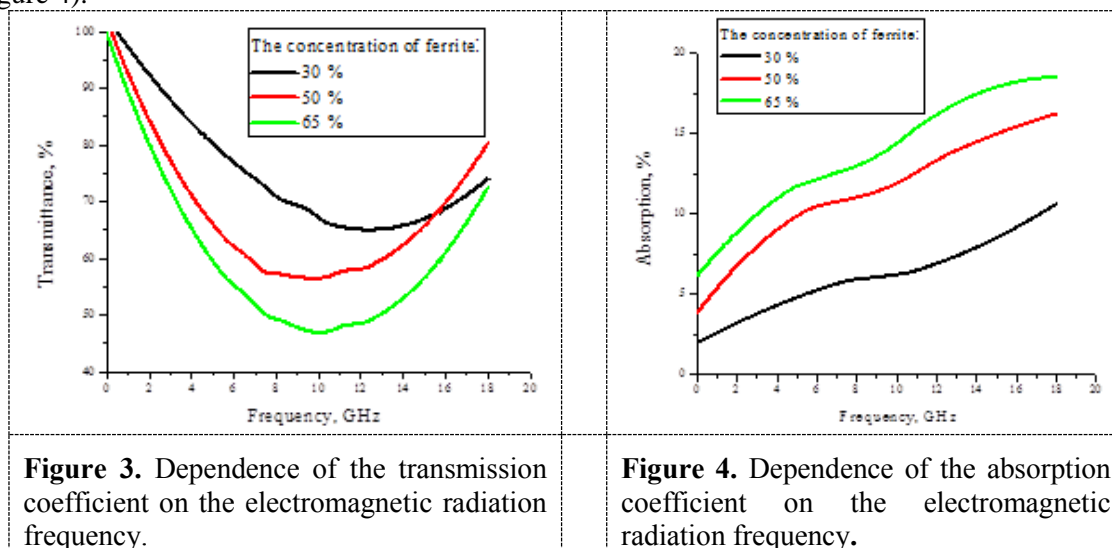 gure 4).
The concentration of ferrite:
30 %
50 %
65 %
Transmittance, %
100
90
80
70
60
50
40
0 2 4 6 8 10 12 14 16 18 20
Frequency, GHz
The concentration of ferrite:
30 %
50 %
65 %
Absorption, %
20
15
10
5
0
0 2 4 6 8 10 12 14 16 18 20
Frequency, GHz
Figure 3. Dependence of the transmission
coefficient on the electromagnetic radiation
frequency.
Figure 4. Dependence of the absorption
coefficient on the electromagnetic
radiation frequency.